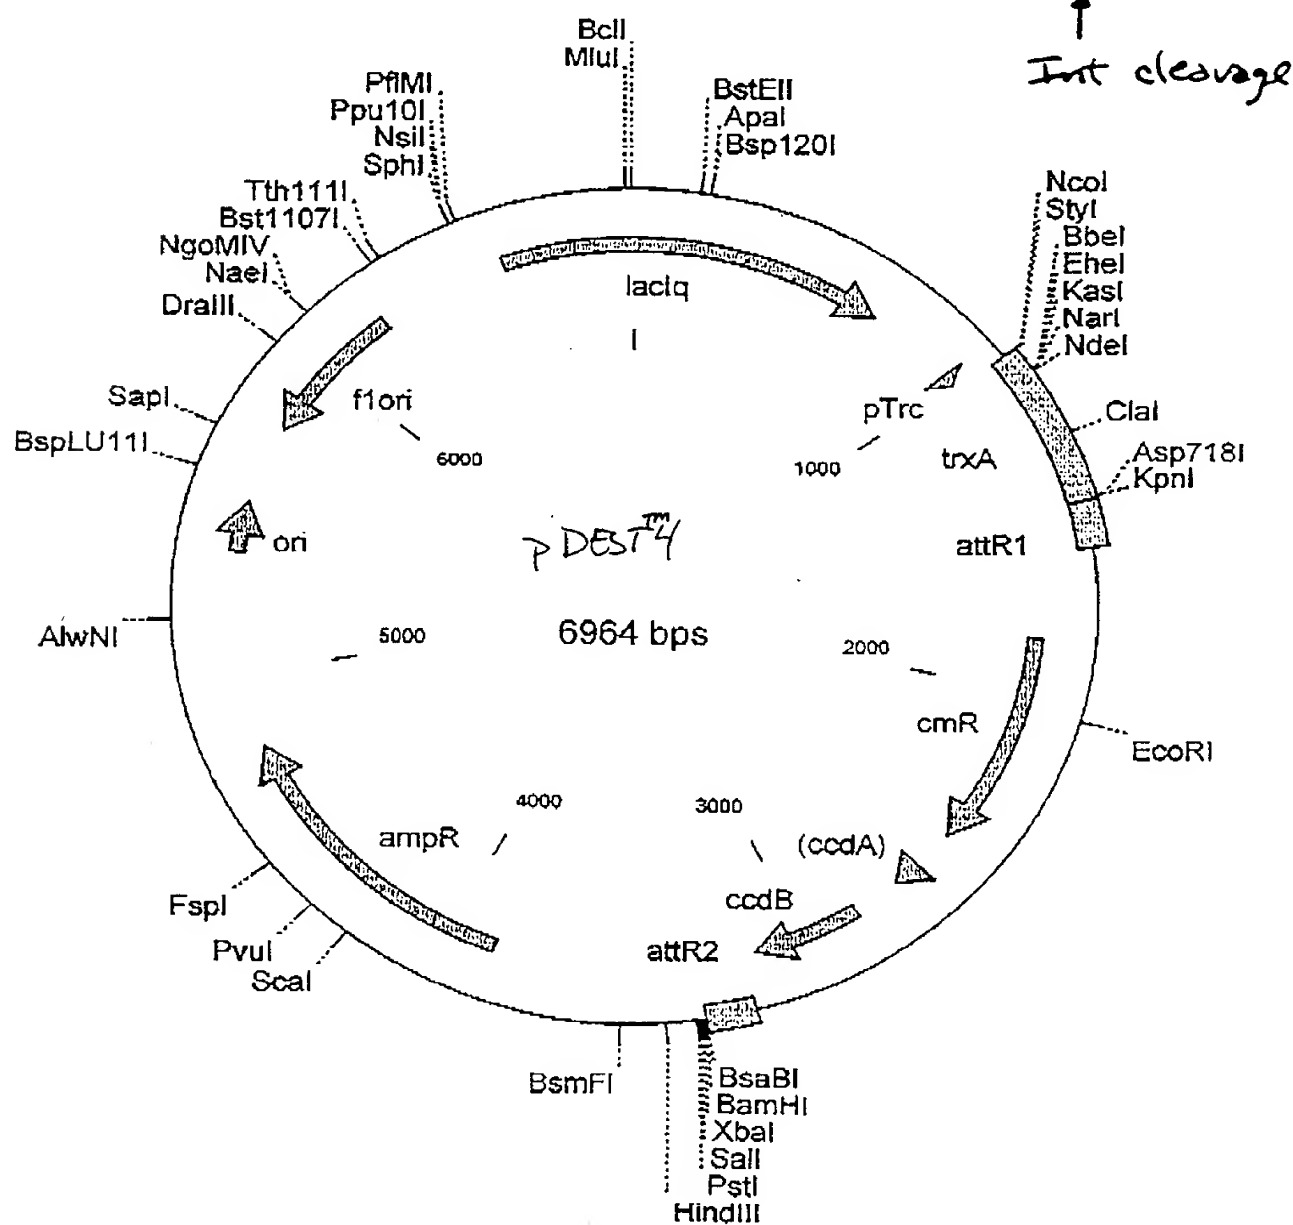 Int cleavage
BclI
MluI
PflMI
Ppu10I
NsiI
SphI
Tth111I
Bst1107I
NgoMIV
NaeI
DraIII
SapI
BspLU11I
AlwNI
FspI
PvuI
ScaI
BsmFI
BstEII
ApaI
Bsp120I
NcoI
StyI
BbeI
EheI
KasI
NarI
NdeI
ClaI
Asp718I
KpnI
EcoRI
BsaBI
BamHI
XbaI
SalI
PstI
HindIII
lacIq
f1ori
ori
pTrc
trxA
attR1
cmR
(ccdA)
ccdB
attR2
ampR
1000
2000
3000
4000
5000
6000
pDEST™4
6964 bps